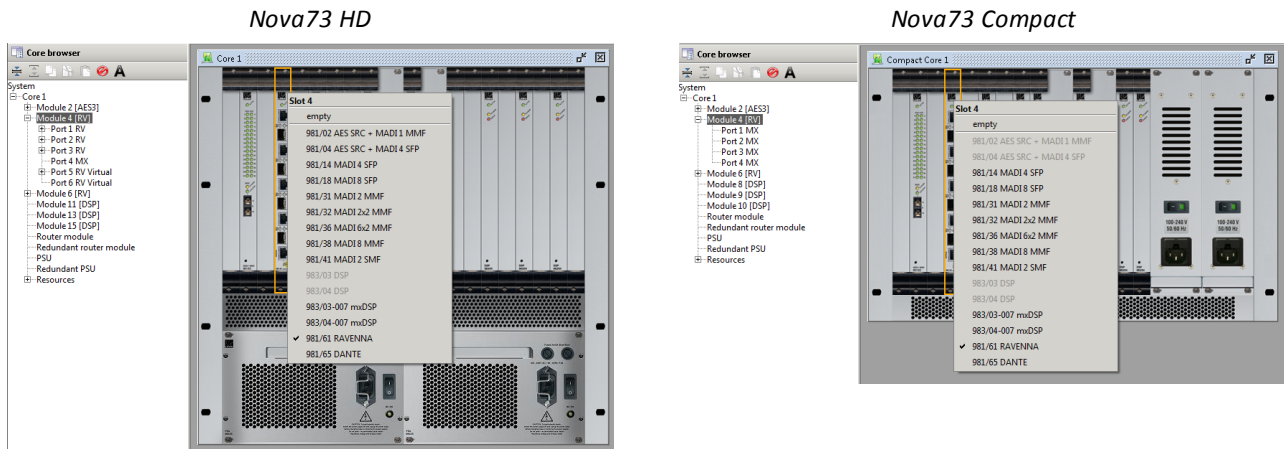 Nova73 HD
Core browser
System
Core 1
Module 2 [AES3]
Module 4 [RV]
Port 1 RV
Port 2 RV
Port 3 RV
Port 4 MX
Port 5 RV Virtual
Port 6 RV Virtual
Module 6 [RV]
Module 11 [DSP]
Module 13 [DSP]
Module 15 [DSP]
Router module
Redundant router module
PSU
Redundant PSU
Resources
Core 1
Slot 4
empty
981/02 AES SRC + MADI 1 MMF
981/04 AES SRC + MADI 4 SFP
981/14 MADI 4 SFP
981/18 MADI 8 SFP
981/31 MADI 2 MMF
981/32 MADI 2x2 MMF
981/36 MADI 6x2 MMF
981/38 MADI 8 MMF
981/41 MADI 2 SMF
983/03 DSP
983/04 DSP
983/03-007 mxDSP
983/04-007 mxDSP
981/61 RAVENNA
981/65 DANTE
Nova73 Compact
Core browser
System
Core 1
Module 2 [AES3]
Module 4 [RV]
Port 1 MX
Port 2 MX
Port 3 MX
Port 4 MX
Module 6 [RV]
Module 8 [DSP]
Module 9 [DSP]
Module 10 [DSP]
Router module
Redundant router module
PSU
Redundant PSU
Resources
Compact Core 1
Slot 4
empty
981/02 AES SRC + MADI 1 MMF
981/04 AES SRC + MADI 4 SFP
981/14 MADI 4 SFP
981/18 MADI 8 SFP
981/31 MADI 2 MMF
981/32 MADI 2x2 MMF
981/36 MADI 6x2 MMF
981/38 MADI 8 MMF
981/41 MADI 2 SMF
983/03 DSP
983/04 DSP
983/03-007 mxDSP
983/04-007 mxDSP
981/61 RAVENNA
981/65 DANTE
100-240 V
50/60 Hz
100-240 V
50/60 Hz